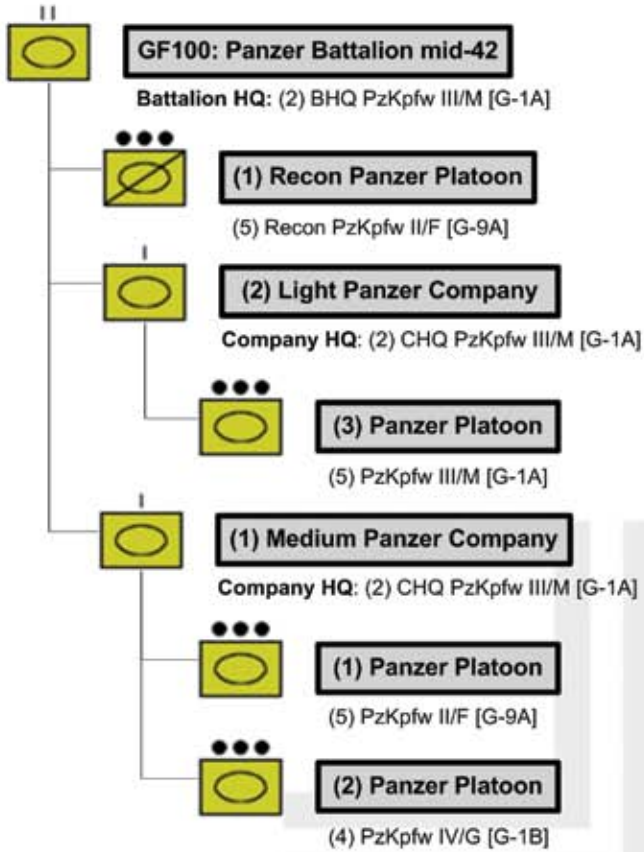 GF100: Panzer Battalion mid-42
Battalion HQ: (2) BHQ PzKpfw III/M [G-1A]
(1) Recon Panzer Platoon
(5) Recon PzKpfw II/F [G-9A]
(2) Light Panzer Company
Company HQ: (2) CHQ PzKpfw III/M [G-1A]
(3) Panzer Platoon
(5) PzKpfw III/M [G-1A]
(1) Medium Panzer Company
Company HQ: (2) CHQ PzKpfw III/M [G-1A]
(1) Panzer Platoon
(5) PzKpfw II/F [G-9A]
(2) Panzer Platoon
(4) PzKpfw IV/G [G-1B]